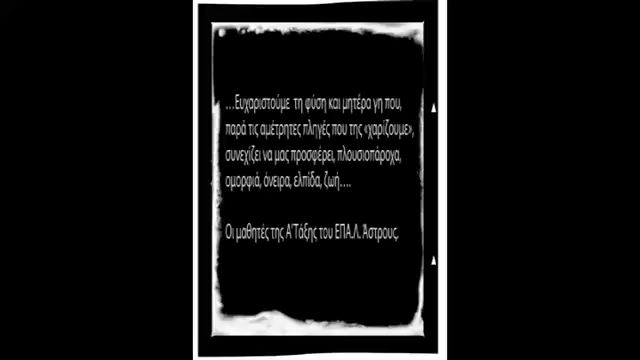 …Ευχαριστούμε τη φύση και μητέρα γη που,
παρά τις αμέτρητες πληγές που της «χαρίζουμε»,
συνεχίζει να μας προσφέρει, πλουσιοπάροχα,
ομορφιά, όνειρα, ελπίδα, ζωή….
Οι μαθητές της Α'Τάξης του ΕΠΑ.Λ. Άστρους.